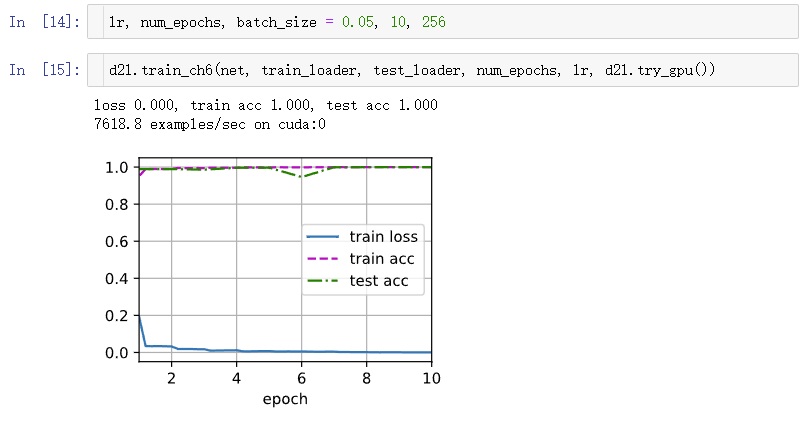 In [14]: lr, num_epochs, batch_size = 0.05, 10, 256
In [15]: d2l.train_ch6(net, train_loader, test_loader, num_epochs, lr, d2l.try_gpu())
loss 0.000, train acc 1.000, test acc 1.000
7618.8 examples/sec on cuda:0
1.0
0.8
0.6
0.4
0.2
0.0
train loss
train acc
test acc
2 4 6 8 10
epoch